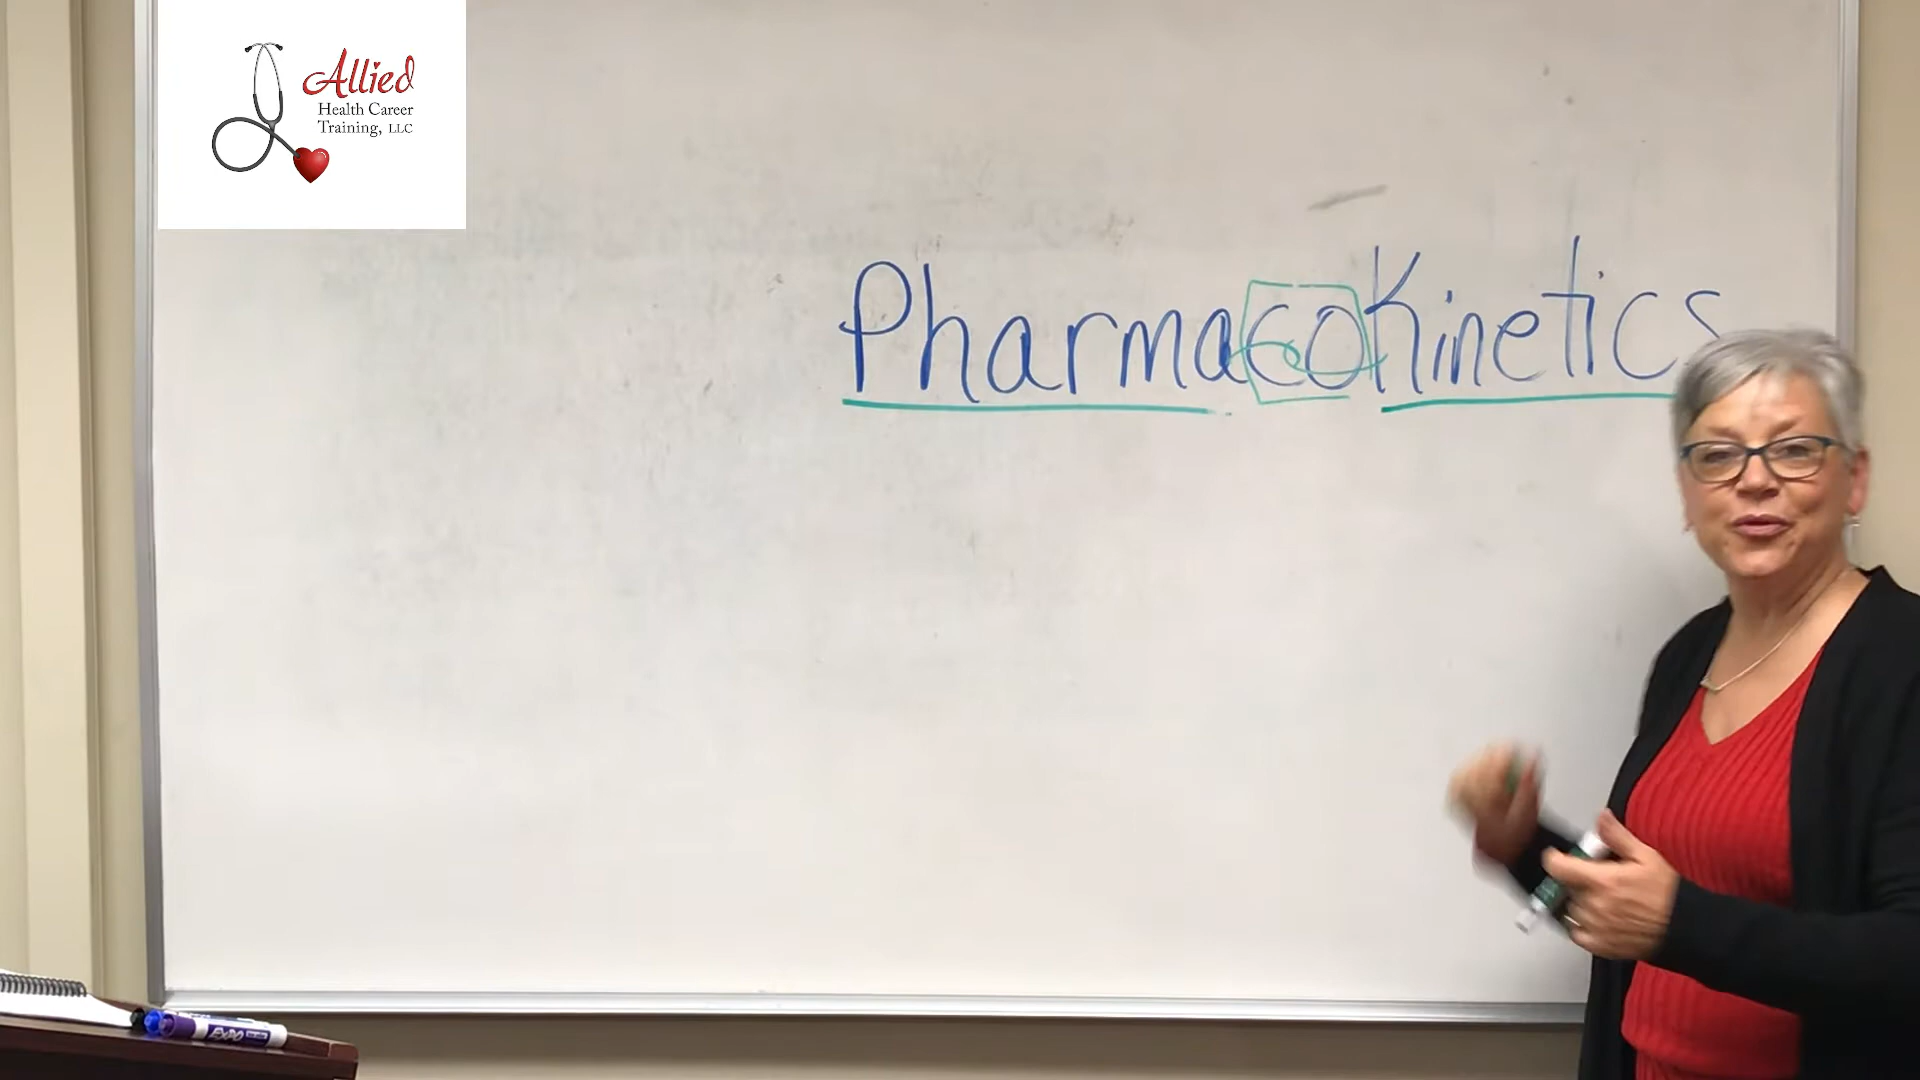 Allied
Health Career
Training, LLC
PharmacoKinetics
EXPO